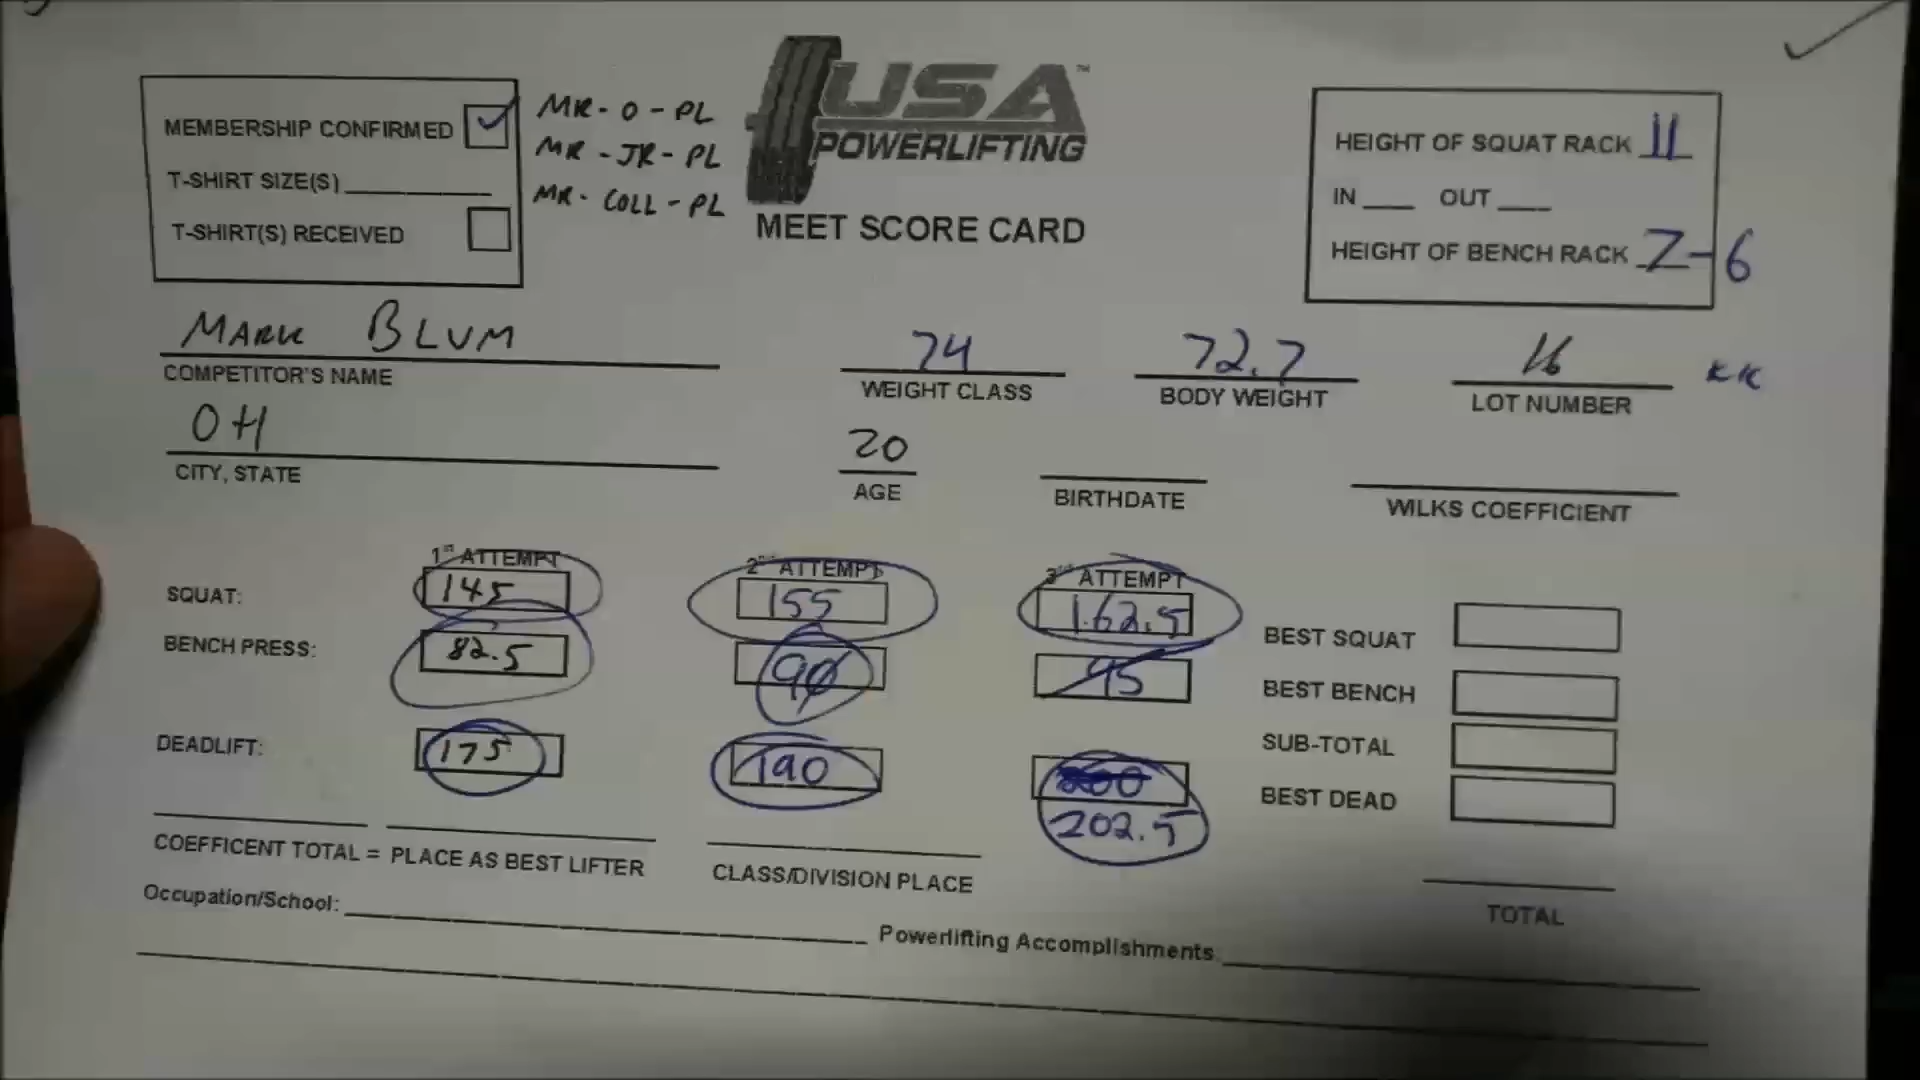 USA™
POWERLIFTING
MEET SCORE CARD
MEMBERSHIP CONFIRMED
T-SHIRT SIZE(S)
T-SHIRT(S) RECEIVED
MR-O-PL
MR-JR-PL
MR-COLL-PL
HEIGHT OF SQUAT RACK 11
IN OUT
HEIGHT OF BENCH RACK 7-6
MARK BLUM 74 72.7 16
COMPETITOR'S NAME WEIGHT CLASS BODY WEIGHT LOT NUMBER
OH 20
CITY, STATE AGE BIRTHDATE WILKS COEFFICIENT
1ST ATTEMPT 2ND ATTEMPT 3RD ATTEMPT
SQUAT: 145 155 162.5 BEST SQUAT
BENCH PRESS: 82.5 90 95 BEST BENCH
SUB-TOTAL
DEADLIFT: 175 190 200 BEST DEAD
202.5
COEFFICENT TOTAL = PLACE AS BEST LIFTER CLASS/DIVISION PLACE TOTAL
Occupation/School: Powerlifting Accomplishments